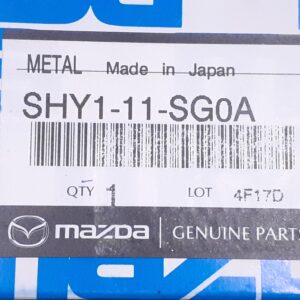 METAL Made in Japan
SHY1-11-SG0A
QTY 1 LOT 4F17D
mazda GENUINE PARTS